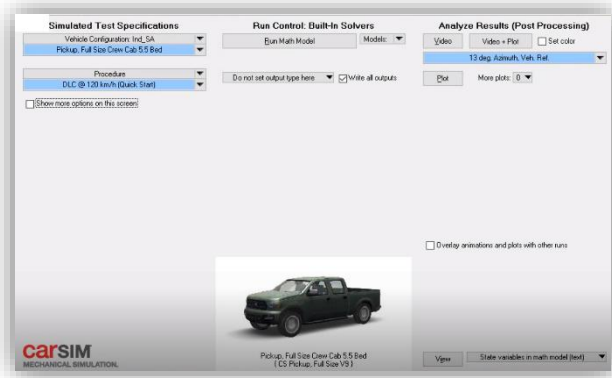 Simulated Test Specifications
Vehicle Configuration: Ind_SA
Pickup, Full Size Crew Cab 5.5 Bed
Procedure
DLC @ 120 km/h (Quick Start)
Show more options on this screen
Run Control: Built-In Solvers
Run Math Model
Models:
Do not set output type here
Write all outputs
Analyze Results (Post Processing)
Video
Video + Plot
Set color
13 deg. Azimuth, Veh. Ref.
Plot
More plots: 0
Overlay animations and plots with other runs
Pickup, Full Size Crew Cab 5.5 Bed
{ CS Pickup, Full Size V9 }
carSIM
MECHANICAL SIMULATION.
View
State variables in math model (text)